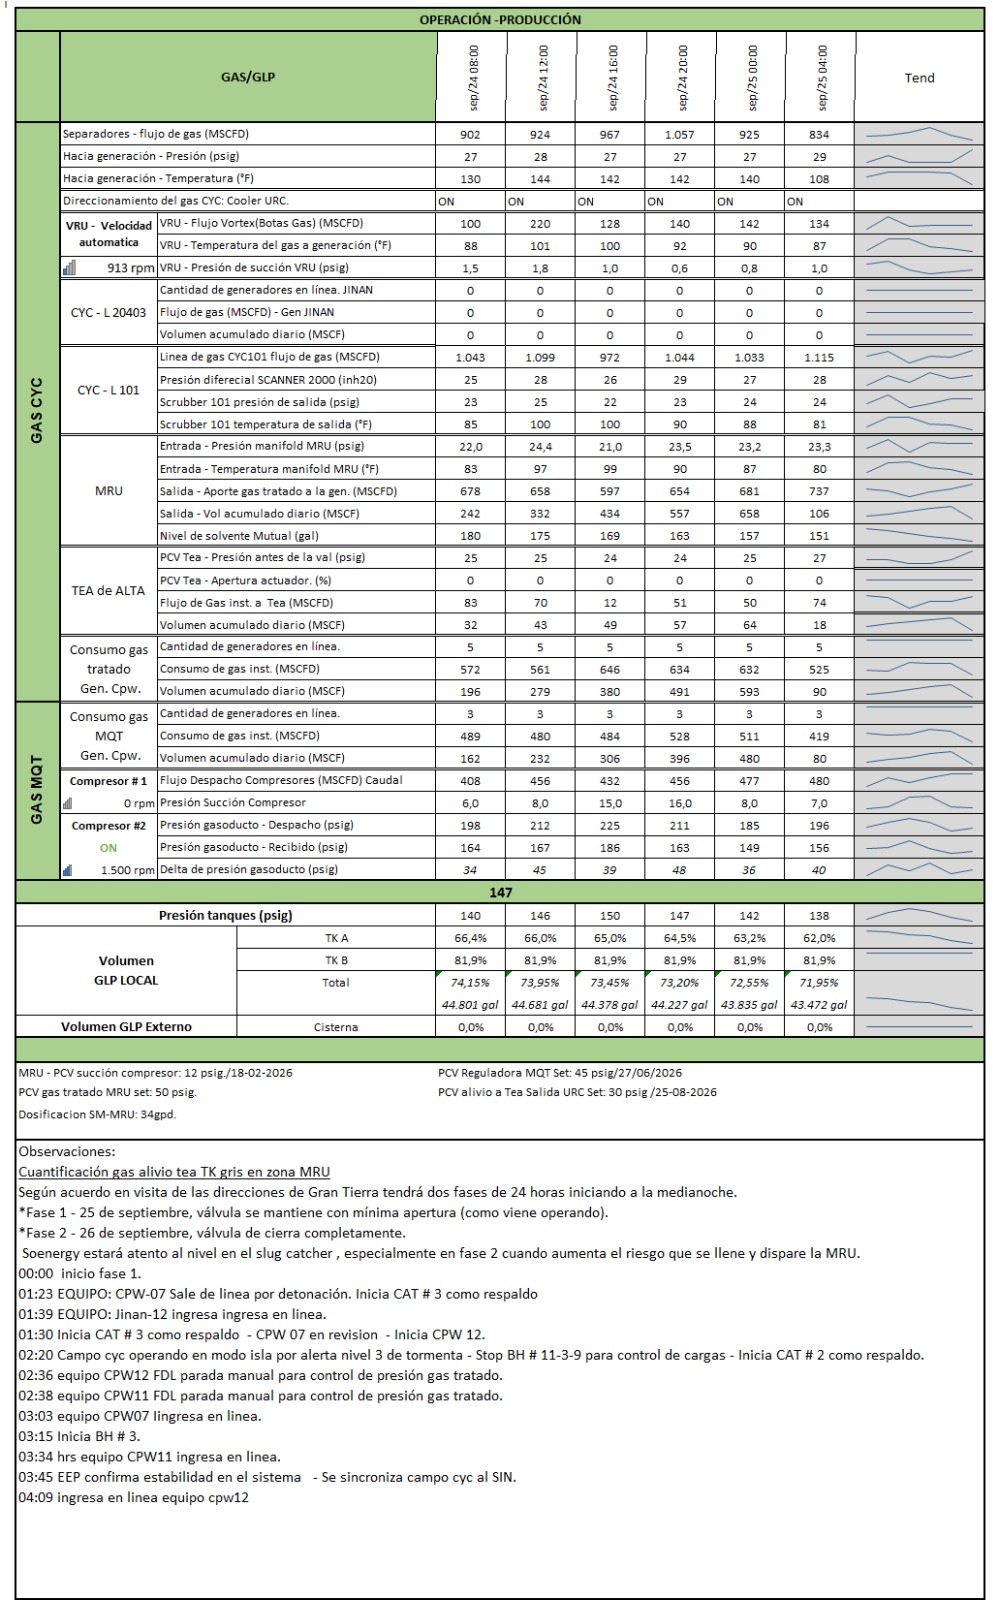 OPERACIÓN -PRODUCCIÓN
GAS/GLP sep/24 08:00 sep/24 12:00 sep/24 16:00 sep/24 20:00 sep/25 00:00 sep/25 04:00 Tend
GAS CYC
Separadores - flujo de gas (MSCFD) 902 924 967 1.057 925 834
Hacia generación - Presión (psig) 27 28 27 27 27 29
Hacia generación - Temperatura (°F) 130 144 142 142 140 108
Direccionamiento del gas CYC: Cooler URC. ON ON ON ON ON ON
VRU - Velocidad automatica
913 rpm
VRU - Flujo Vortex(Botas Gas) (MSCFD) 100 220 128 140 142 134
VRU - Temperatura del gas a generación (°F) 88 101 100 92 90 87
VRU - Presión de succión VRU (psig) 1,5 1,8 1,0 0,6 0,8 1,0
CYC - L 20403
Cantidad de generadores en línea. JINAN 0 0 0 0 0 0
Flujo de gas (MSCFD) - Gen JINAN 0 0 0 0 0 0
Volumen acumulado diario (MSCF) 0 0 0 0 0 0
CYC - L 101
Linea de gas CYC101 flujo de gas (MSCFD) 1.043 1.099 972 1.044 1.033 1.115
Presión diferecial SCANNER 2000 (inh20) 25 28 26 29 27 28
Scrubber 101 presión de salida (psig) 23 25 22 23 24 24
Scrubber 101 temperatura de salida (°F) 85 100 100 90 88 81
MRU
Entrada - Presión manifold MRU (psig) 22,0 24,4 21,0 23,5 23,2 23,3
Entrada - Temperatura manifold MRU (°F) 83 97 99 90 87 80
Salida - Aporte gas tratado a la gen. (MSCFD) 678 658 597 654 681 737
Salida - Vol acumulado diario (MSCF) 242 332 434 557 658 106
Nivel de solvente Mutual (gal) 180 175 169 163 157 151
TEA de ALTA
PCV Tea - Presión antes de la val (psig) 25 25 24 24 25 27
PCV Tea - Apertura actuador. (%) 0 0 0 0 0 0
Flujo de Gas inst. a Tea (MSCFD) 83 70 12 51 50 74
Volumen acumulado diario (MSCF) 32 43 49 57 64 18
Consumo gas tratado Gen. Cpw.
Cantidad de generadores en línea. 5 5 5 5 5 5
Consumo de gas inst. (MSCFD) 572 561 646 634 632 525
Volumen acumulado diario (MSCF) 196 279 380 491 593 90
GAS MQT
Consumo gas MQT Gen. Cpw.
Cantidad de generadores en línea. 3 3 3 3 3 3
Consumo de gas inst. (MSCFD) 489 480 484 528 511 419
Volumen acumulado diario (MSCF) 162 232 306 396 480 80
Compresor # 1
0 rpm
Flujo Despacho Compresores (MSCFD) Caudal 408 456 432 456 477 480
Presión Succión Compresor 6,0 8,0 15,0 16,0 8,0 7,0
Compresor #2
ON
1.500 rpm
Presión gasoducto - Despacho (psig) 198 212 225 211 185 196
Presión gasoducto - Recibido (psig) 164 167 186 163 149 156
Delta de presión gasoducto (psig) 34 45 39 48 36 40
147
Presión tanques (psig) 140 146 150 147 142 138
Volumen GLP LOCAL
TK A 66,4% 66,0% 65,0% 64,5% 63,2% 62,0%
TK B 81,9% 81,9% 81,9% 81,9% 81,9% 81,9%
Total 74,15% 73,95% 73,45% 73,20% 72,55% 71,95%
44.801 gal 44.681 gal 44.378 gal 44.227 gal 43.835 gal 43.472 gal
Volumen GLP Externo Cisterna 0,0% 0,0% 0,0% 0,0% 0,0% 0,0%
MRU - PCV succión compresor: 12 psig./18-02-2026 PCV Reguladora MQT Set: 45 psig/27/06/2026
PCV gas tratado MRU set: 50 psig. PCV alivio a Tea Salida URC Set: 30 psig /25-08-2026
Dosificacion SM-MRU: 34gpd.
Observaciones:
Cuantificación gas alivio tea TK gris en zona MRU
Según acuerdo en visita de las direcciones de Gran Tierra tendrá dos fases de 24 horas iniciando a la medianoche.
*Fase 1 - 25 de septiembre, válvula se mantiene con mínima apertura (como viene operando).
*Fase 2 - 26 de septiembre, válvula de cierra completamente.
Soenergy estará atento al nivel en el slug catcher , especialmente en fase 2 cuando aumenta el riesgo que se llene y dispare la MRU.
00:00 inicio fase 1.
01:23 EQUIPO: CPW-07 Sale de linea por detonación. Inicia CAT # 3 como respaldo
01:39 EQUIPO: Jinan-12 ingresa ingresa en linea.
01:30 Inicia CAT # 3 como respaldo - CPW 07 en revision - Inicia CPW 12.
02:20 Campo cyc operando en modo isla por alerta nivel 3 de tormenta - Stop BH # 11-3-9 para control de cargas - Inicia CAT # 2 como respaldo.
02:36 equipo CPW12 FDL parada manual para control de presión gas tratado.
02:38 equipo CPW11 FDL parada manual para control de presión gas tratado.
03:03 equipo CPW07 Iingresa en linea.
03:15 Inicia BH # 3.
03:34 hrs equipo CPW11 ingresa en linea.
03:45 EEP confirma estabilidad en el sistema - Se sincroniza campo cyc al SIN.
04:09 ingresa en linea equipo cpw12